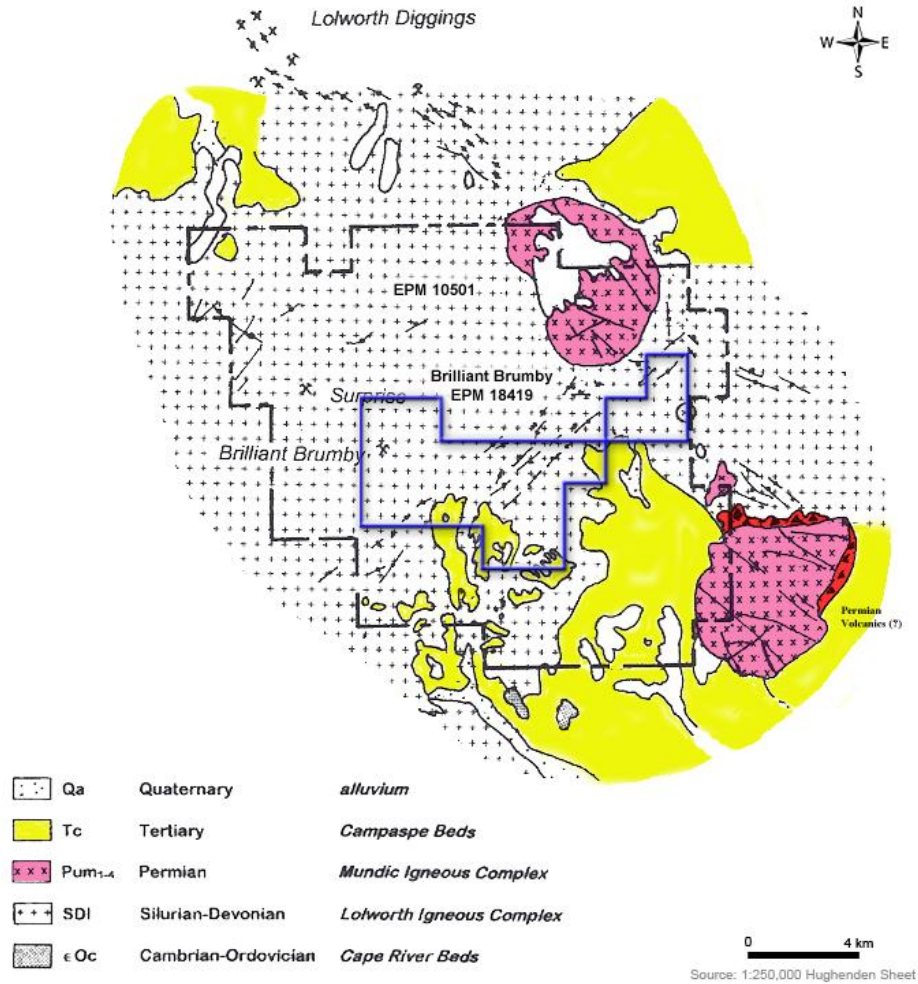 Lolworth Diggings
N
W E
S
EPM 10501
Brilliant Brumby
EPM 18419
Surprise
Brilliant Brumby
Permian
Volcanics (?)
Qa Quaternary alluvium
Tc Tertiary Campaspe Beds
Pum1-4 Permian Mundic Igneous Complex
SDl Silurian-Devonian Lolworth Igneous Complex
ϵOc Cambrian-Ordovician Cape River Beds
0 4 km
Source: 1:250,000 Hughenden Sheet